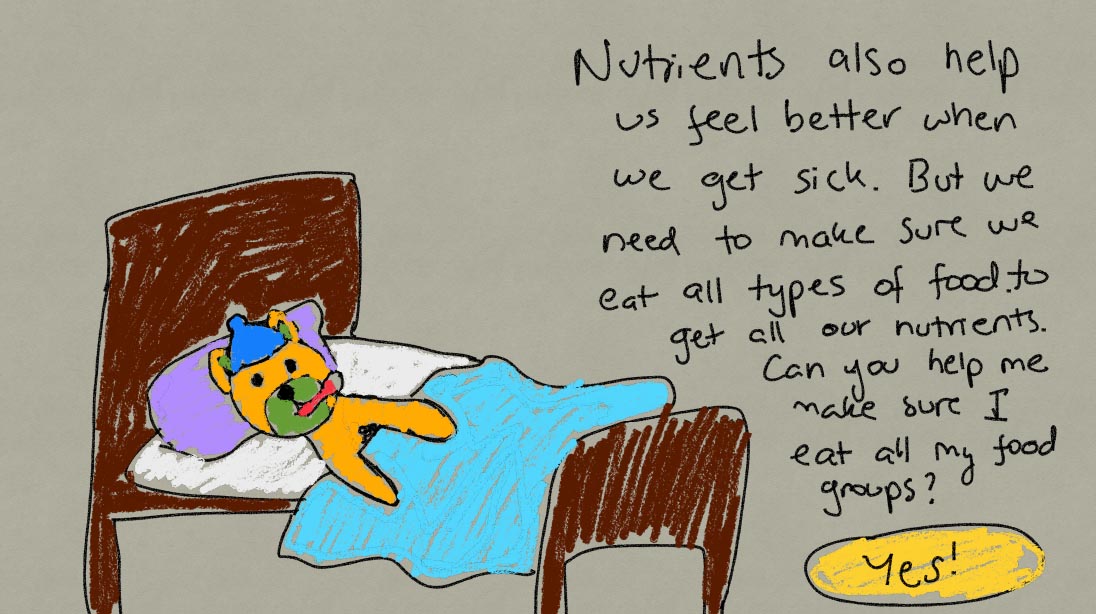 Nutrients also help
us feel better when
we get sick. But we
need to make sure we
eat all types of food.to
get all our nutrients.
Can you help me
make sure I
eat all my food
groups?
Yes!